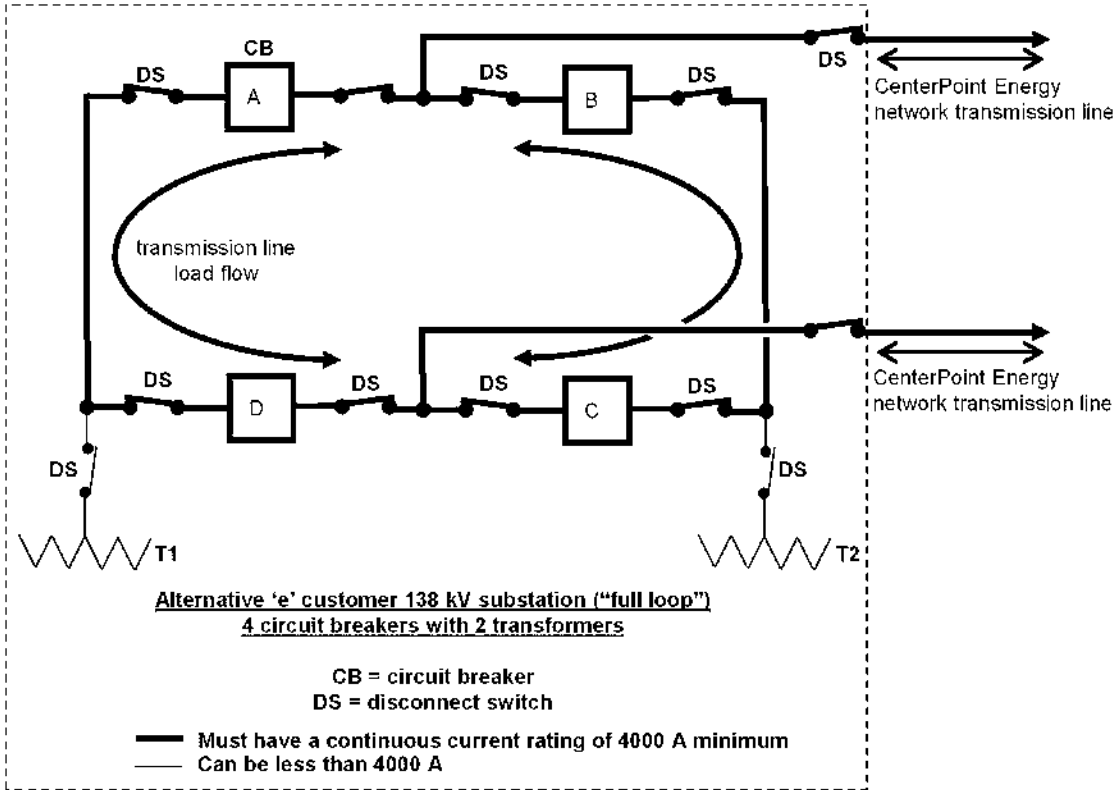 CB
DS
A
DS
B
DS
DS
CenterPoint Energy
network transmission line
transmission line
load flow
DS
D
DS
DS
C
DS
CenterPoint Energy
network transmission line
DS
DS
T1
T2
Alternative ‘e’ customer 138 kV substation (“full loop”)
4 circuit breakers with 2 transformers
CB = circuit breaker
DS = disconnect switch
Must have a continuous current rating of 4000 A minimum
Can be less than 4000 A